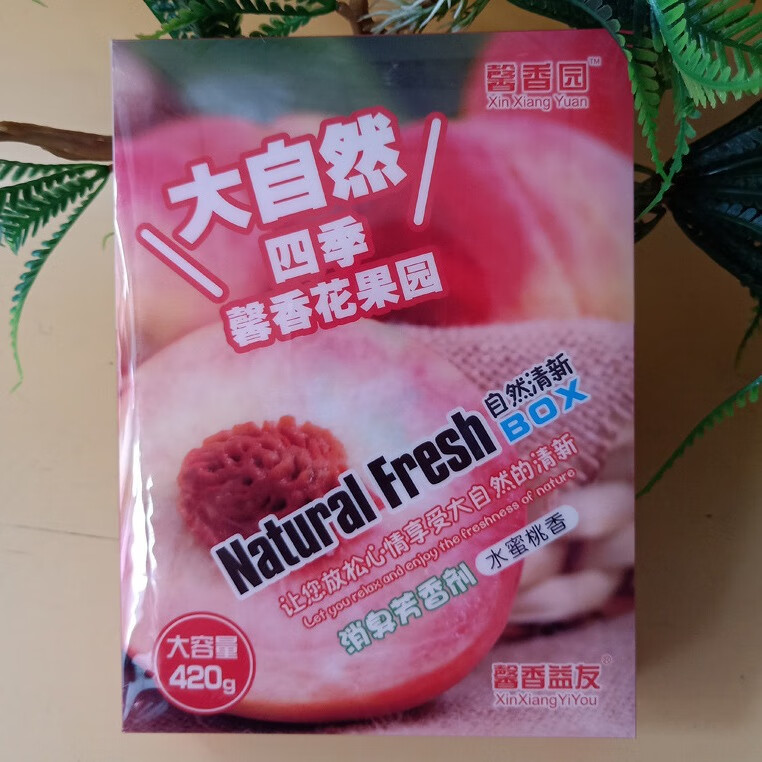 馨香园™
Xin Xiang Yuan
大自然
四季
馨香花果园
自然清新
Natural Fresh BOX
让您放松心情享受大自然的清新
Let you relax and enjoy the freshness of nature
消臭芳香剂 水蜜桃香
大容量
420g
馨香益友®
XinXiangYiYou